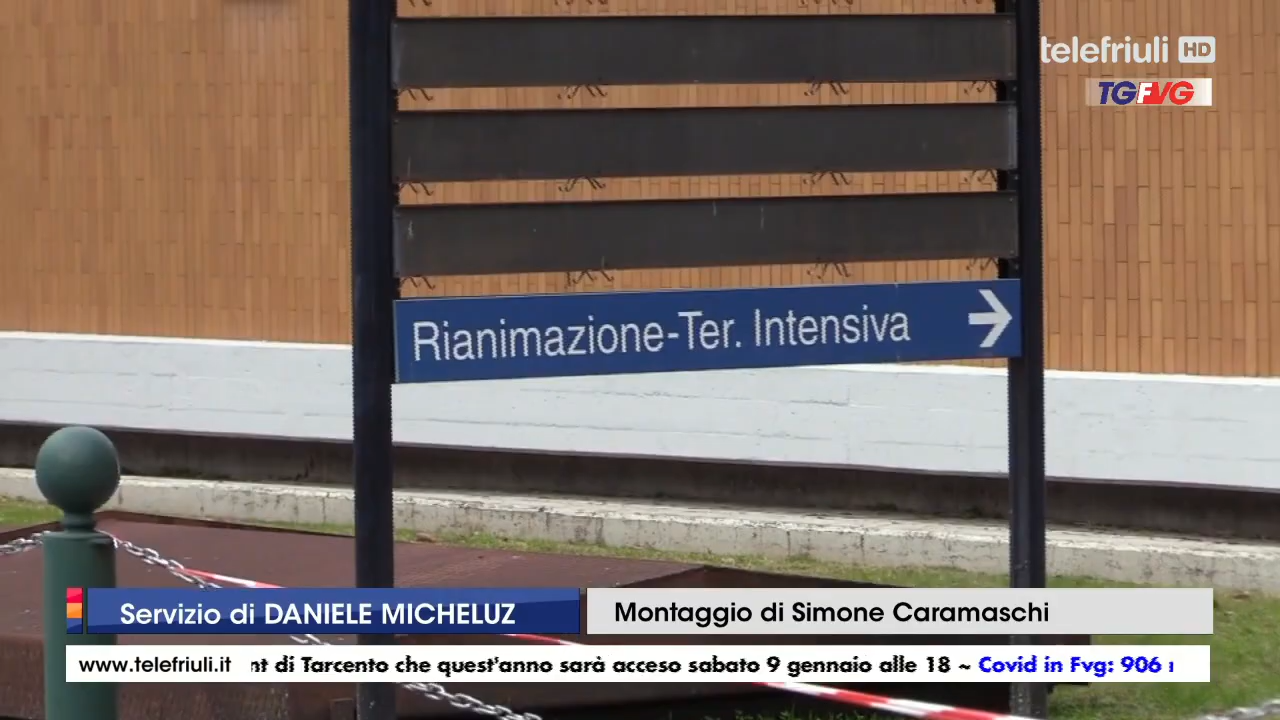 telefriuli HD
TGFVG
Rianimazione-Ter. Intensiva
Servizio di DANIELE MICHELUZ
Montaggio di Simone Caramaschi
www.telefriuli.it di Tarcento che quest'anno sarà acceso sabato 9 gennaio alle 18 ~ Covid in Fvg: 906